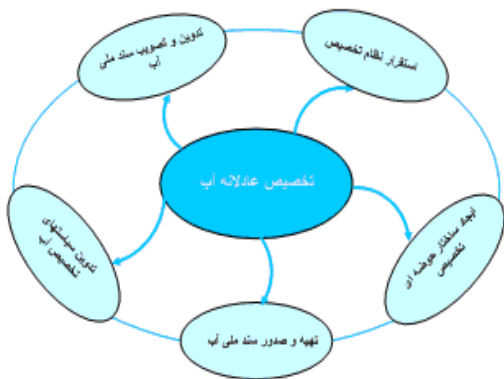 تدوین و تصویب سند ملی
آب
استقرار نظام تخصیص
تخصیص عادلانه آب
تدوین سیستمهای
تخصیص آب
ایجاد ساختار حوضه ای
تخصیص
تهیه و صدور سند ملی آب